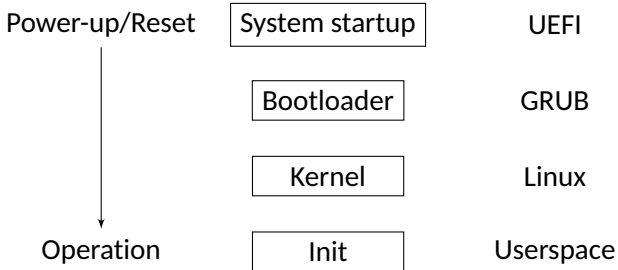 Power-up/Reset System startup UEFI
Bootloader GRUB
Kernel Linux
Operation Init Userspace